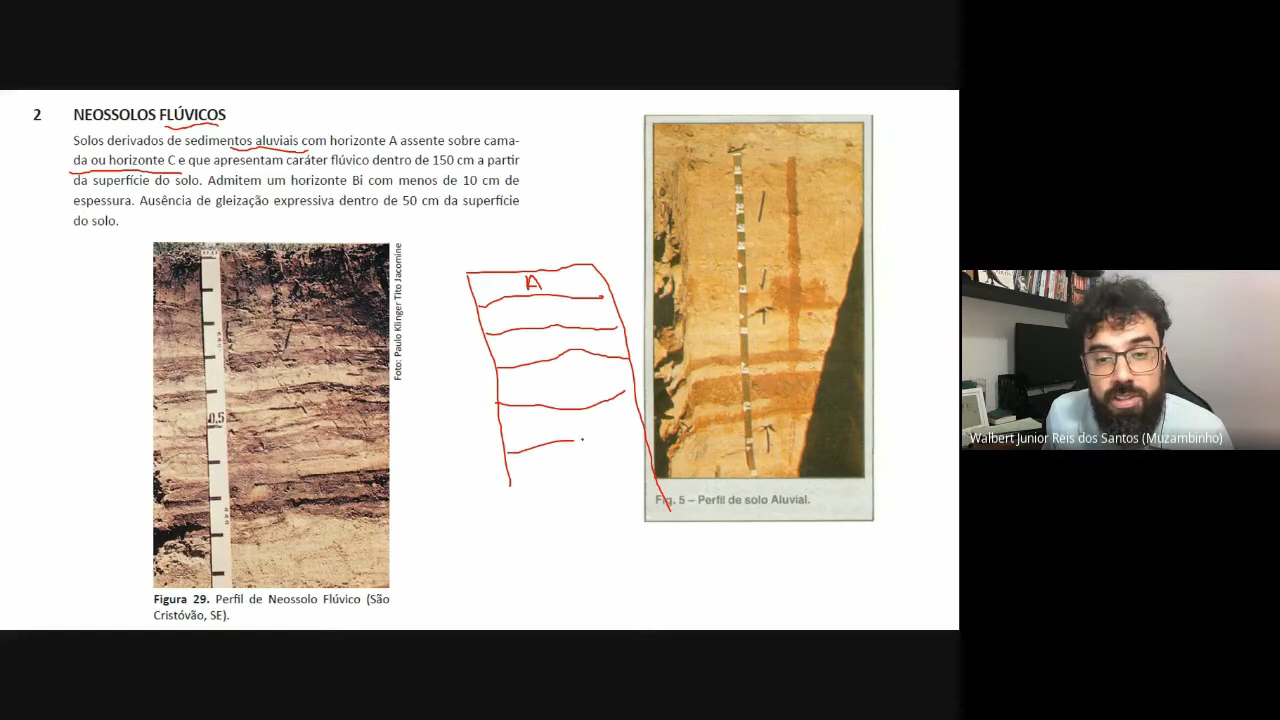 2 NEOSSOLOS FLÚVICOS
Solos derivados de sedimentos aluviais com horizonte A assente sobre cama-
da ou horizonte C e que apresentam caráter flúvico dentro de 150 cm a partir
da superfície do solo. Admitem um horizonte Bi com menos de 10 cm de
espessura. Ausência de gleização expressiva dentro de 50 cm da superfície
do solo.
0,5
Foto: Paulo Klinger Tito Jacomine
Figura 29. Perfil de Neossolo Flúvico (São
Cristóvão, SE).
A
Fig. 5 – Perfil de solo Aluvial.
Walbert Junior Reis dos Santos (Muzambinho)